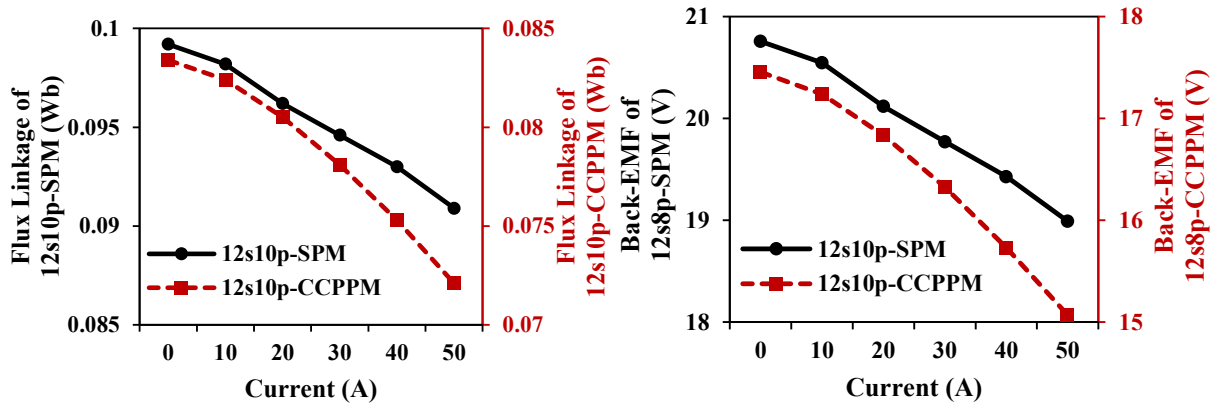 Flux Linkage of
12s10p-SPM (Wb)
0.1
0.095
0.09
0.085
12s10p-SPM
12s10p-CCPPM
0 10 20 30 40 50
Current (A)
0.085
0.08
0.075
0.07
Flux Linkage of
12s10p-CCPPM (Wb)
Back-EMF of
12s8p-SPM (V)
21
20
19
18
12s10p-SPM
12s10p-CCPPM
0 10 20 30 40 50
Current (A)
18
17
16
15
Back-EMF of
12s8p-CCPPM (V)